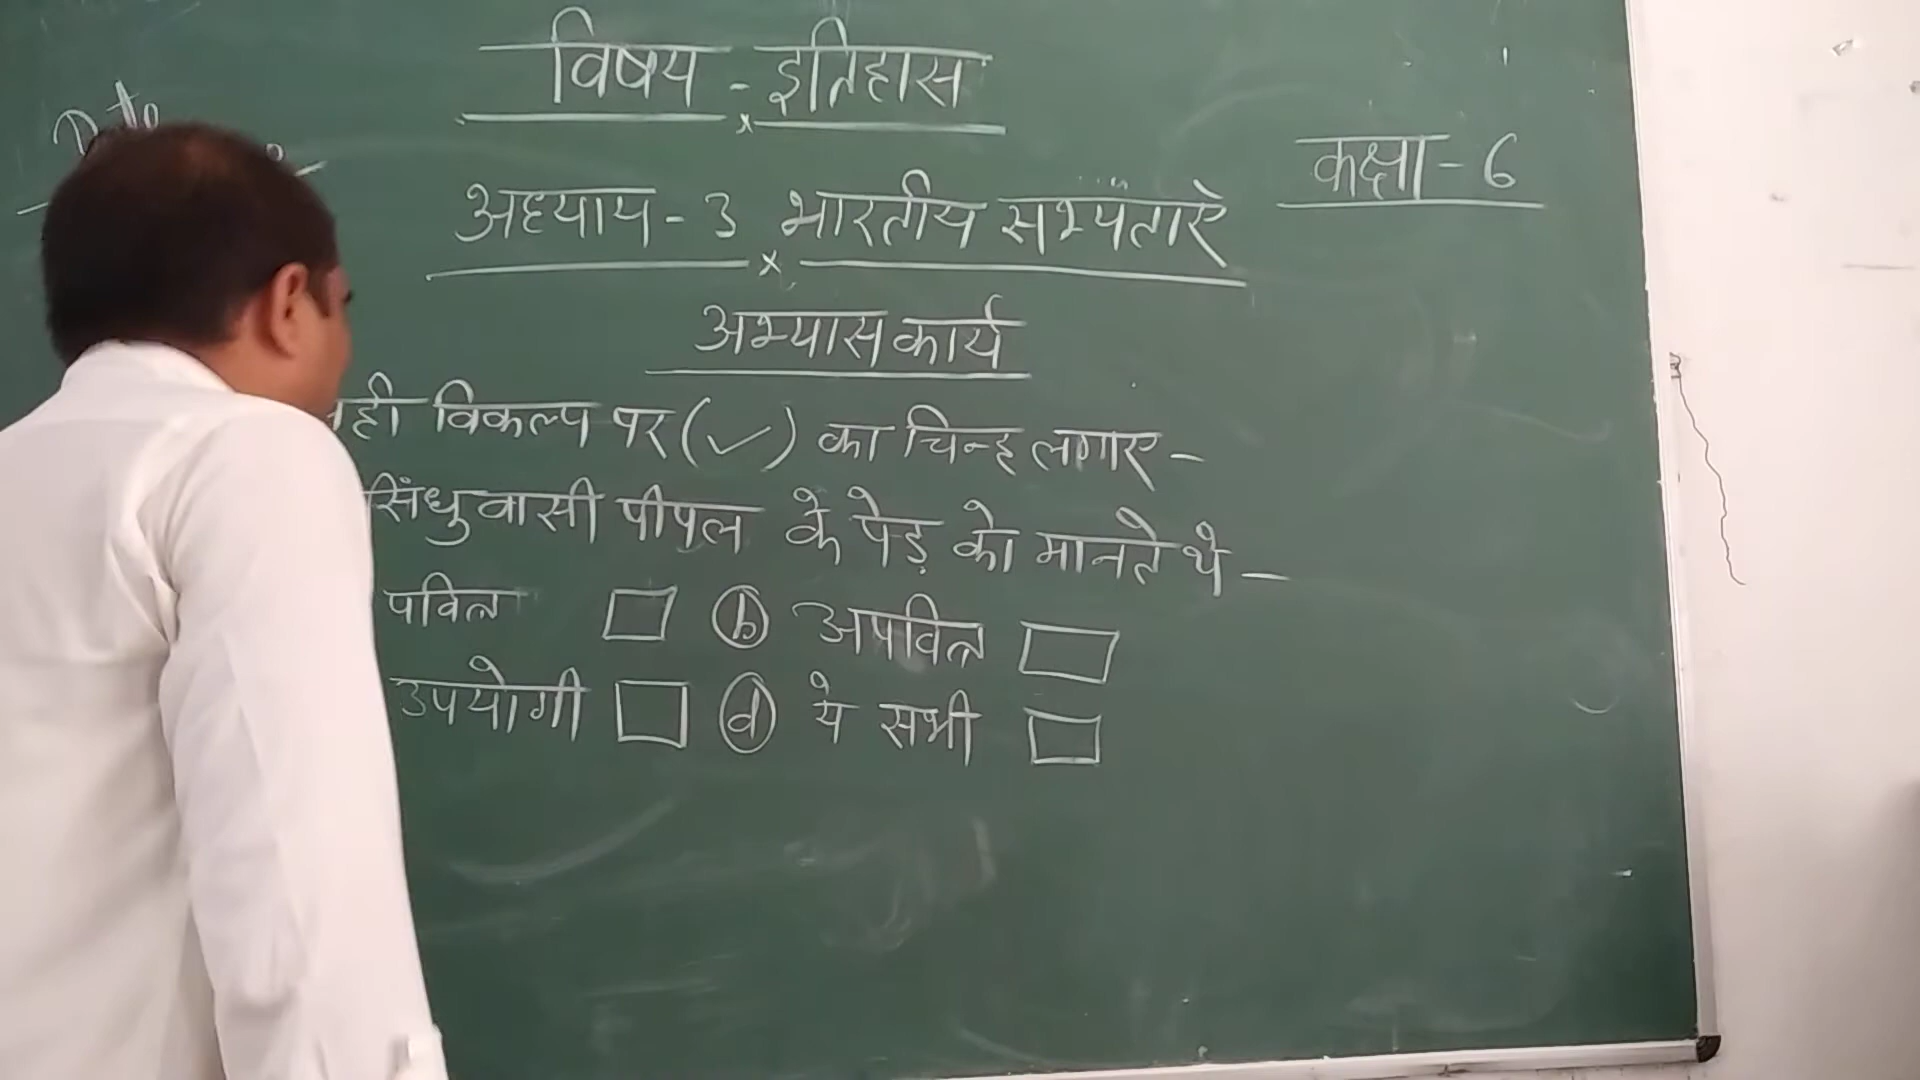 विषय - इतिहास
कक्षा - 6
अध्याय - 3 भारतीय सभ्यताऐ
अभ्यास कार्य
ही विकल्प पर (✓) का चिन्ह लगाए -
सिंधुवासी पीपल के पेड़ को मानते थे -
पवित्र □ (b) अपवित्र □
उपयोगी □ (d) ये सभी □